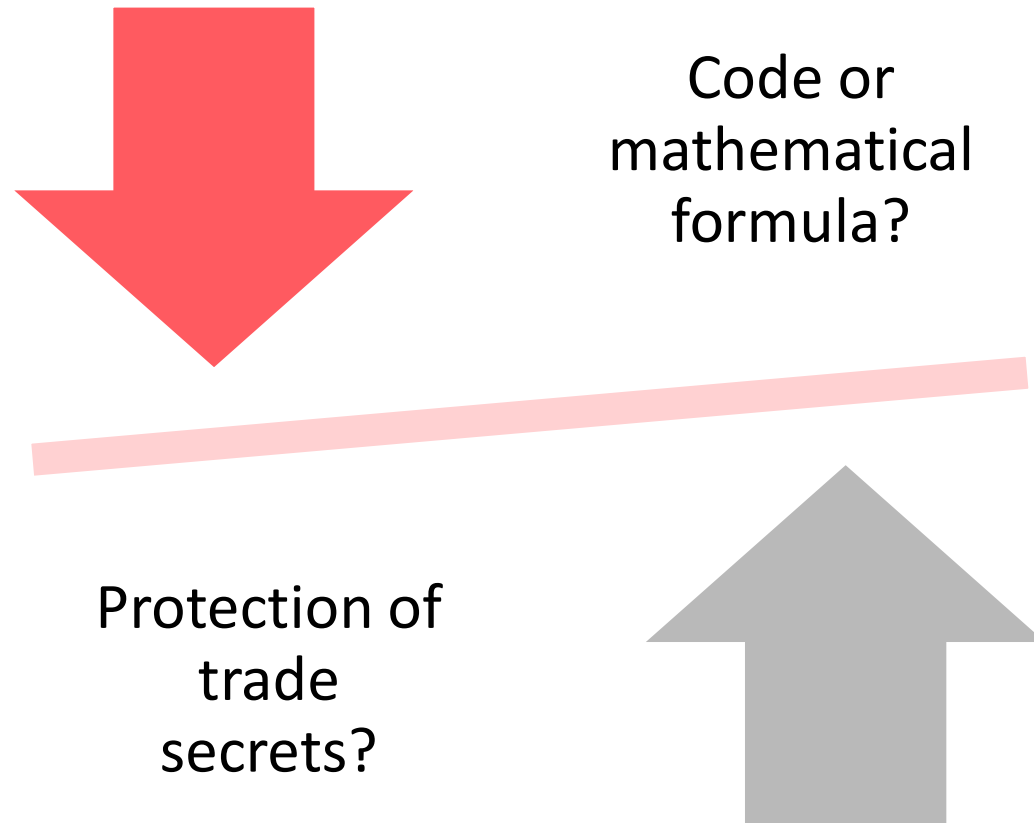 Code or
mathematical
formula?
Protection of
trade
secrets?